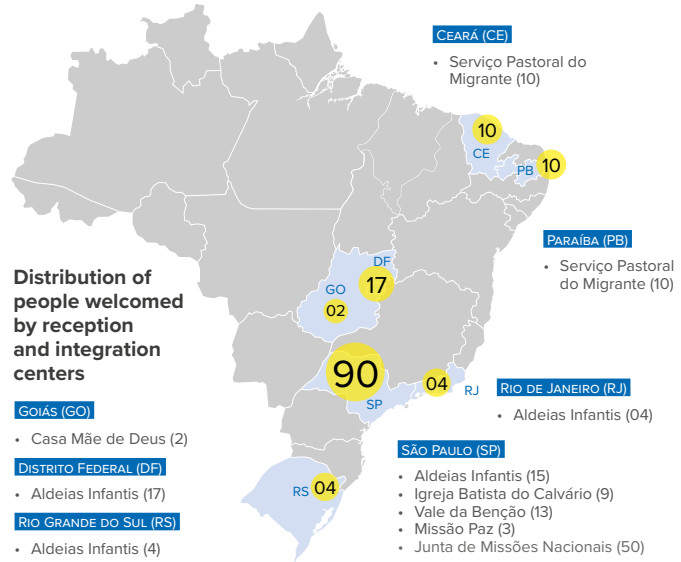 CEARÁ (CE)
• Serviço Pastoral do
Migrante (10)
10
CE
PB
10
PARAÍBA (PB)
• Serviço Pastoral
do Migrante (10)
Distribution of
people welcomed
by reception
and integration
centers
DF
17
GO
02
90
SP
04
RJ
RS
04
GOIÁS (GO)
• Casa Mãe de Deus (2)
DISTRITO FEDERAL (DF)
• Aldeias Infantis (17)
RIO GRANDE DO SUL (RS)
• Aldeias Infantis (4)
RIO DE JANEIRO (RJ)
• Aldeias Infantis (04)
SÃO PAULO (SP)
• Aldeias Infantis (15)
• Igreja Batista do Calvário (9)
• Vale da Benção (13)
• Missão Paz (3)
• Junta de Missões Nacionais (50)